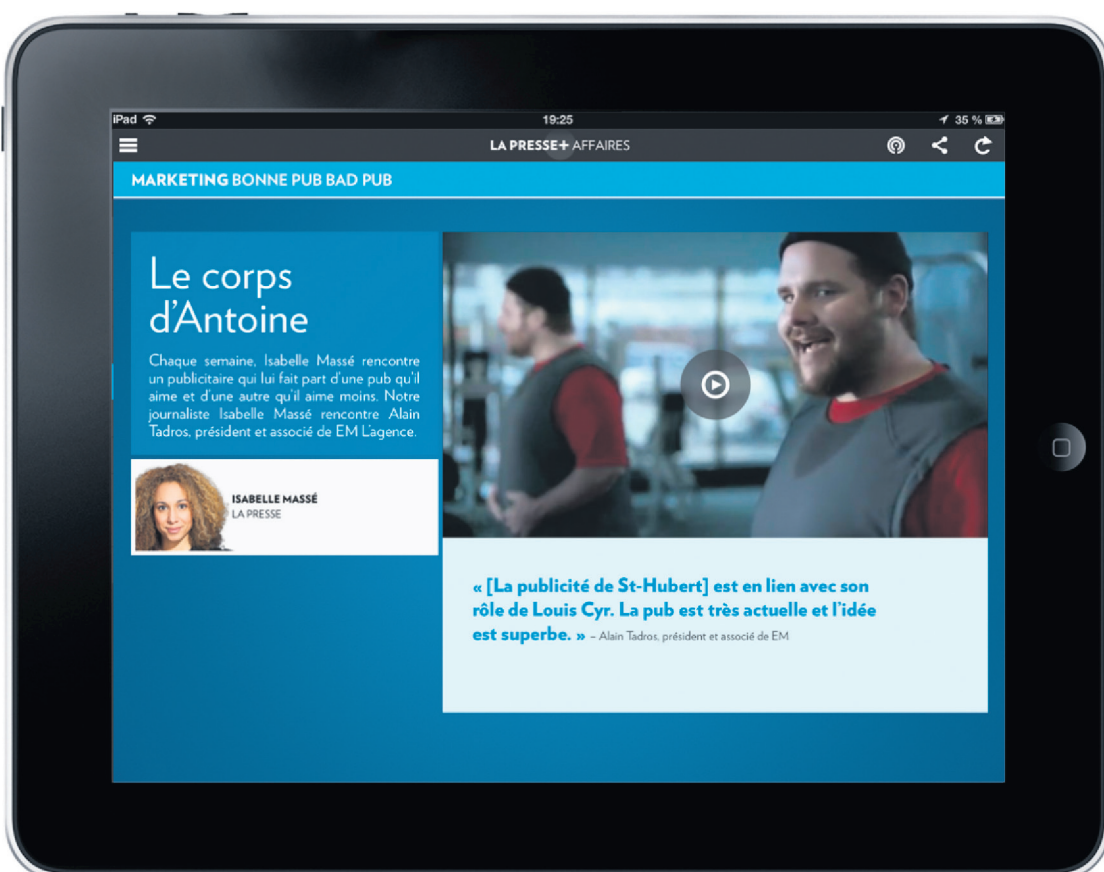 iPad 19:25 35 %
LA PRESSE+ AFFAIRES
MARKETING BONNE PUB BAD PUB
Le corps
d'Antoine
Chaque semaine, Isabelle Massé rencontre
un publicitaire qui lui fait part d'une pub qu'il
aime et d'une autre qu'il aime moins. Notre
journaliste Isabelle Massé rencontre Alain
Tadros, président et associé de EM L'agence.
ISABELLE MASSÉ
LA PRESSE
« [La publicité de St-Hubert] est en lien avec son
rôle de Louis Cyr. La pub est très actuelle et l'idée
est superbe. » – Alain Tadros, président et associé de EM